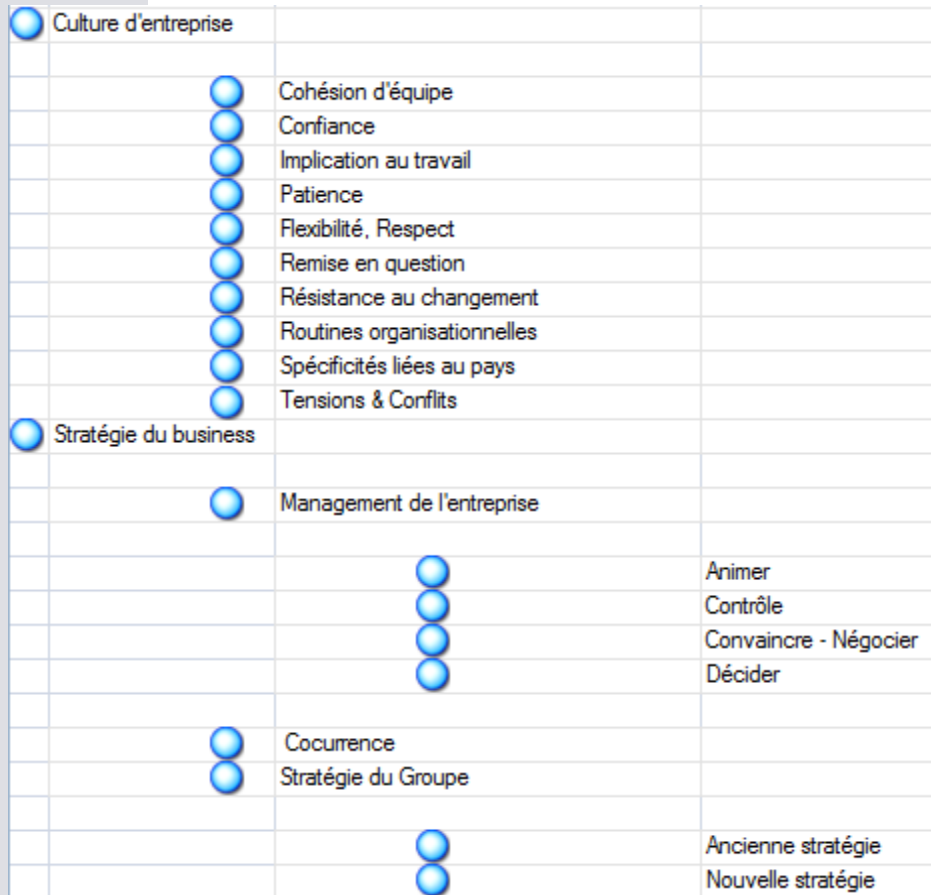 Culture d'entreprise
Cohésion d'équipe
Confiance
Implication au travail
Patience
Flexibilité, Respect
Remise en question
Résistance au changement
Routines organisationnelles
Spécificités liées au pays
Tensions & Conflits
Stratégie du business
Management de l'entreprise
Animer
Contrôle
Convaincre - Négocier
Décider
Cocurrence
Stratégie du Groupe
Ancienne stratégie
Nouvelle stratégie